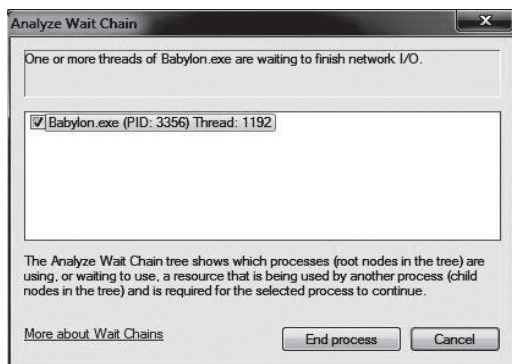 Analyze Wait Chain
One or more threads of Babylon.exe are waiting to finish network I/O.
Babylon.exe (PID: 3356) Thread: 1192
The Analyze Wait Chain tree shows which processes (root nodes in the tree) are
using, or waiting to use, a resource that is being used by another process (child
nodes in the tree) and is required for the selected process to continue.
More about Wait Chains
End process
Cancel